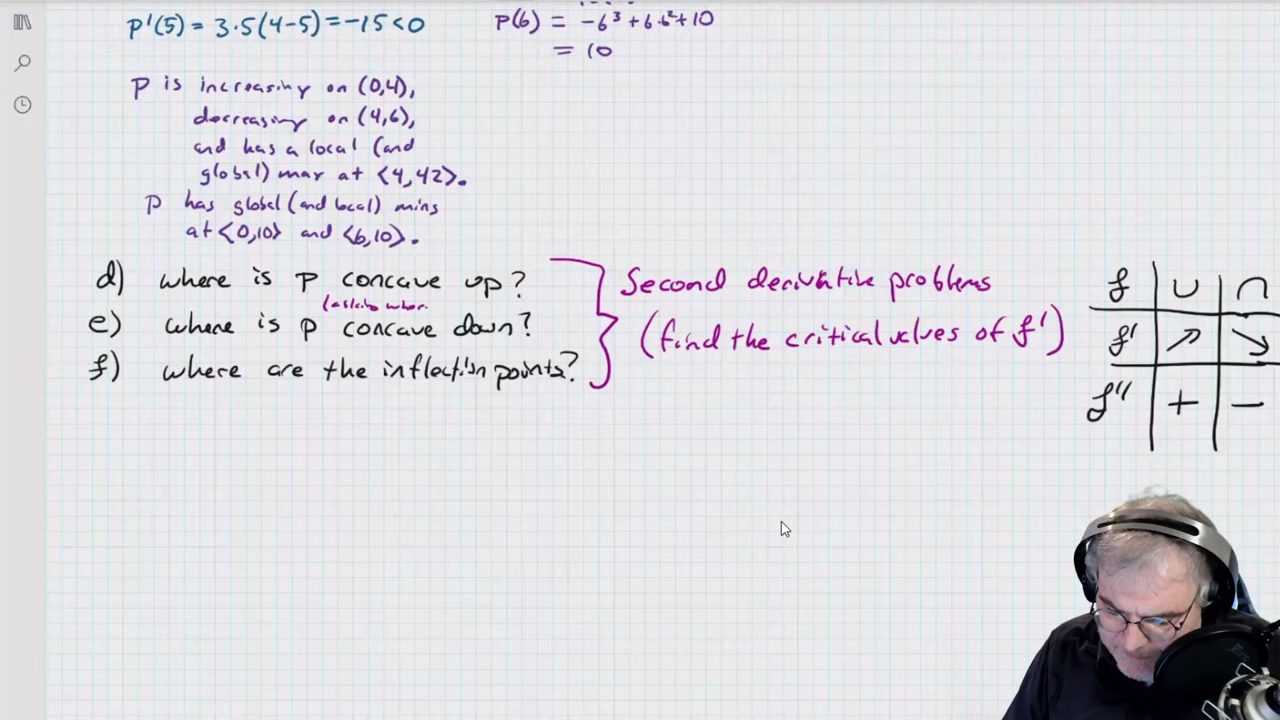 p'(5) = 3·5(4-5) = -15 < 0
p(6) = -6³ + 6·6² + 10
= 10
P is increasing on (0,4),
decreasing on (4,6),
and has a local (and
global) max at <4,42>.
P has global (and local) mins
at <0,10> and <6,10>.
d) where is p concave up?
e) where is p concave down?
f) where are the inflection points?
Second derivative problems
(find the critical values of f')
f ∪ ∩
f' ↗ ↘
f'' + −